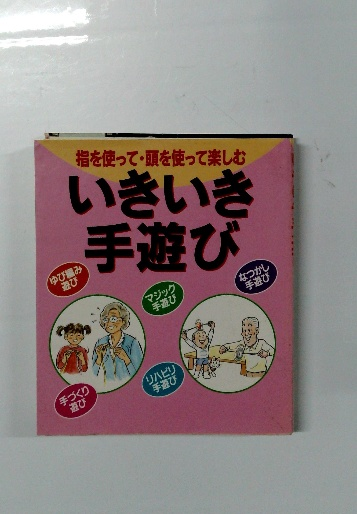 指を使って・頭を使って楽しむ
いきいき
手遊び
ゆび編み
遊び
マジック
手遊び
なつかし
手遊び
手づくり
遊び
リハビリ
手遊び